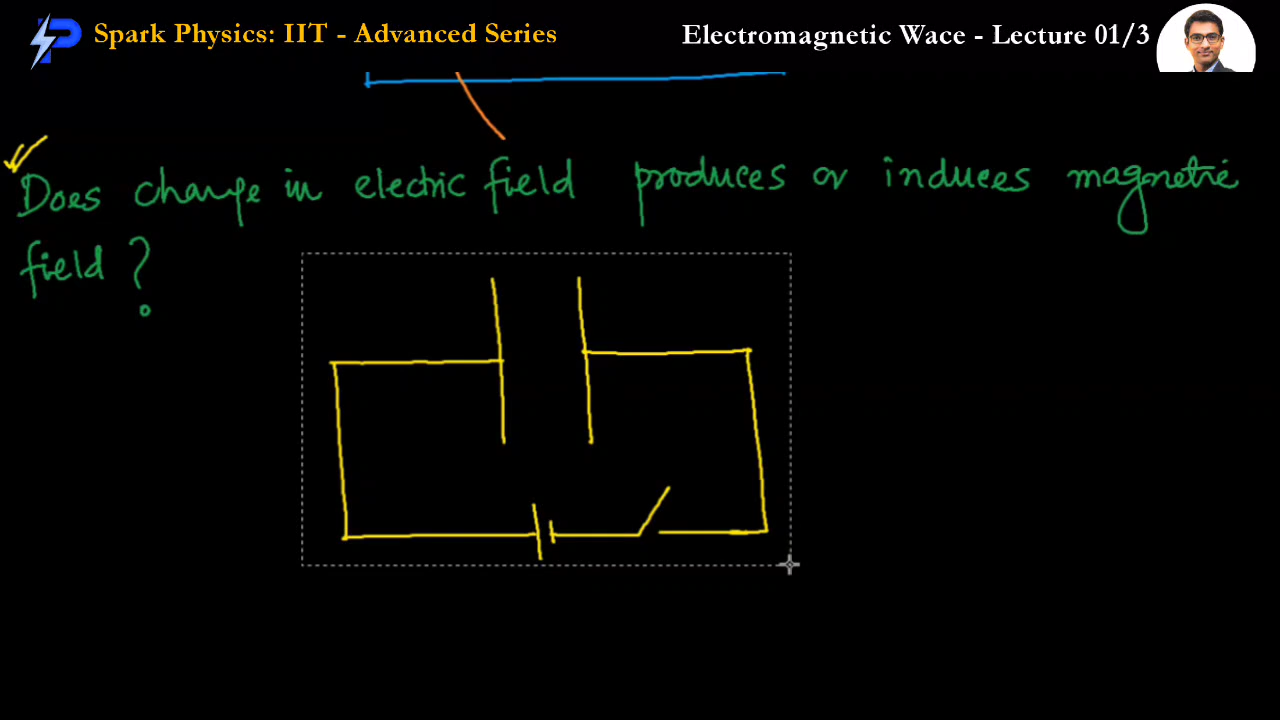 Spark Physics: IIT - Advanced Series
Electromagnetic Wace - Lecture 01/3
Does change in electric field produces or induces magnetic
field ?